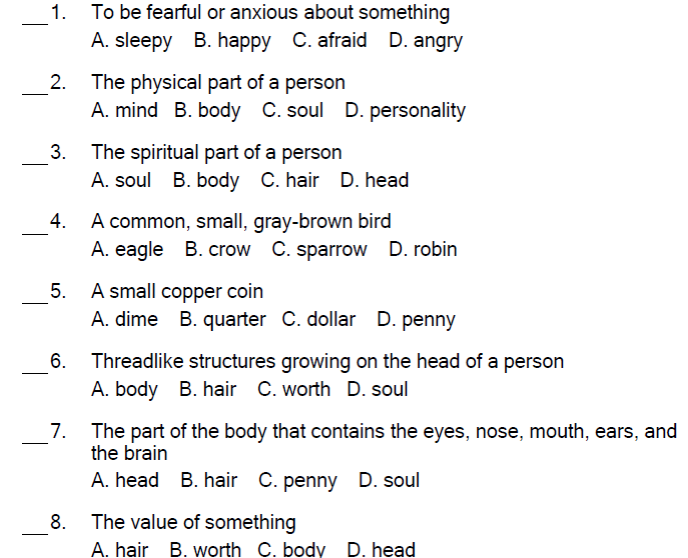 __1. To be fearful or anxious about something
A. sleepy B. happy C. afraid D. angry
__2. The physical part of a person
A. mind B. body C. soul D. personality
__3. The spiritual part of a person
A. soul B. body C. hair D. head
__4. A common, small, gray-brown bird
A. eagle B. crow C. sparrow D. robin
__5. A small copper coin
A. dime B. quarter C. dollar D. penny
__6. Threadlike structures growing on the head of a person
A. body B. hair C. worth D. soul
__7. The part of the body that contains the eyes, nose, mouth, ears, and
the brain
A. head B. hair C. penny D. soul
__8. The value of something
A. hair B. worth C. body D. head